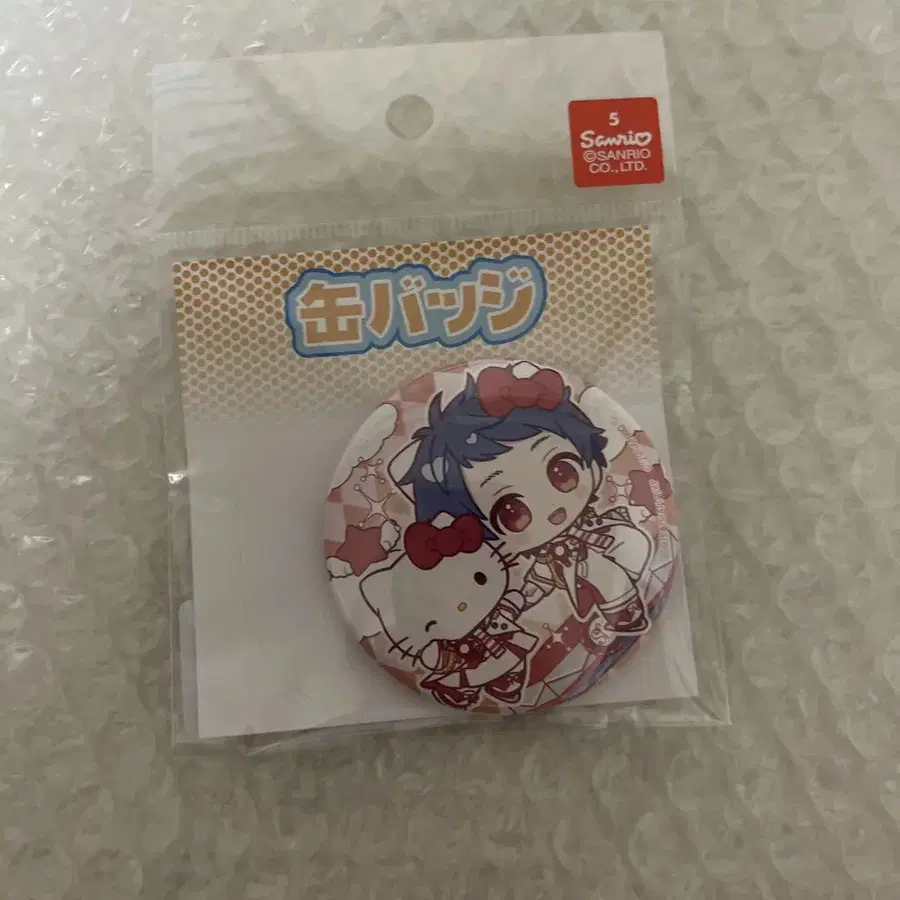 5
Sanrio
©SANRIO
CO.,LTD.
缶バッジ